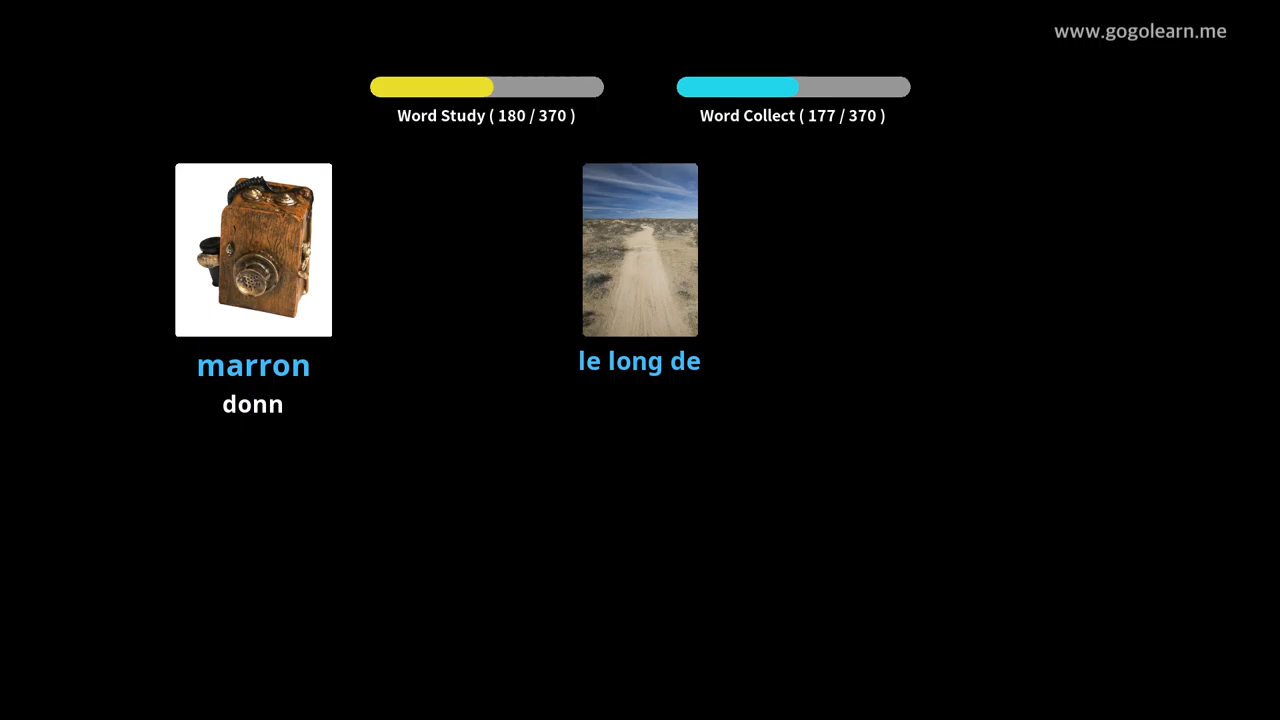 www.gogolearn.me
Word Study ( 180 / 370 )
Word Collect ( 177 / 370 )
marron
donn
le long de